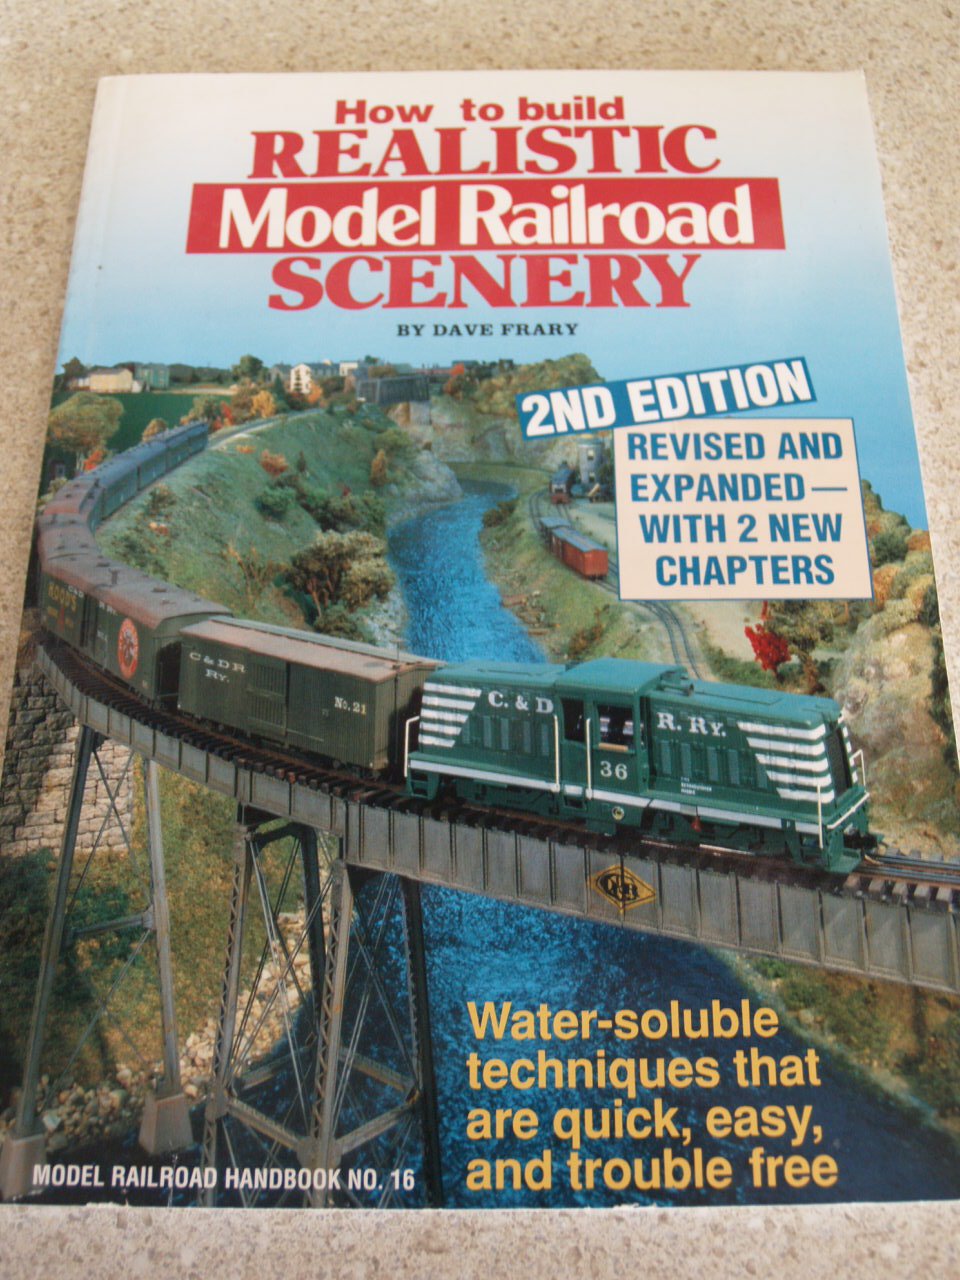 How to build
REALISTIC
Model Railroad
SCENERY
BY DAVE FRARY
2ND EDITION
REVISED AND
EXPANDED—
WITH 2 NEW
CHAPTERS
C & D R
RY.
No. 21
C. & D
R. RY.
36
Water-soluble
techniques that
are quick, easy,
and trouble free
MODEL RAILROAD HANDBOOK NO. 16